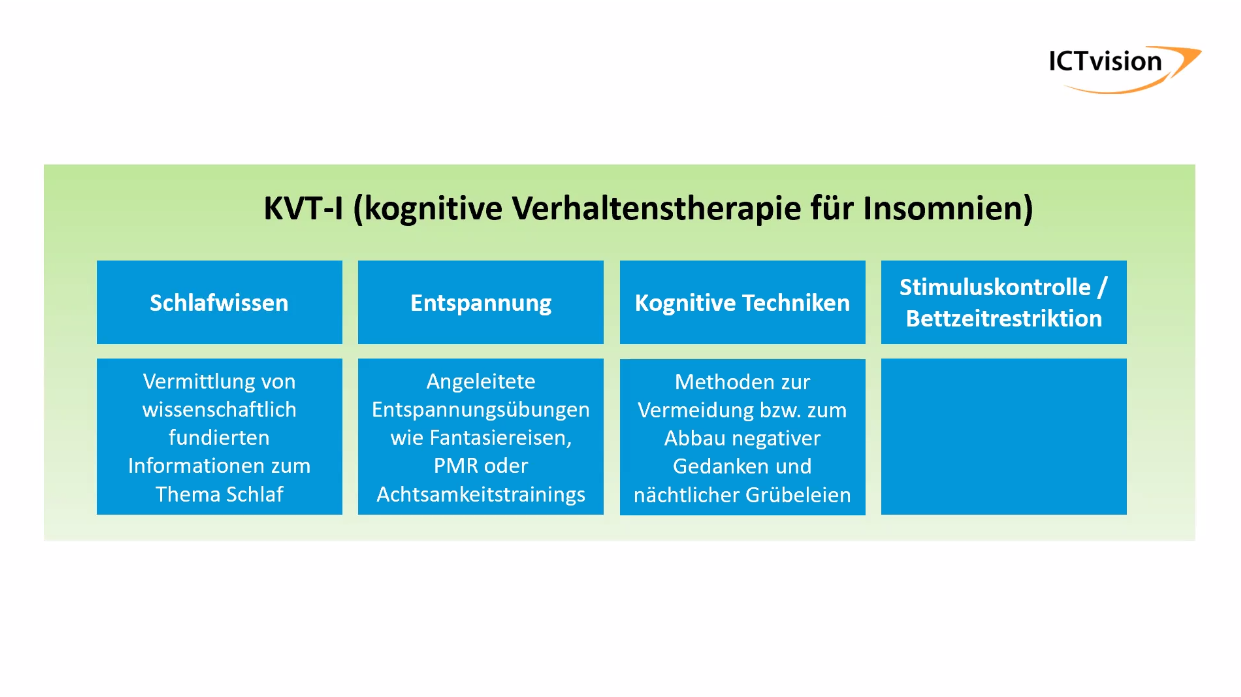 ICTvision
KVT-I (kognitive Verhaltenstherapie für Insomnien)
Schlafwissen
Entspannung
Kognitive Techniken
Stimuluskontrolle /
Bettzeitrestriktion
Vermittlung von
wissenschaftlich
fundierten
Informationen zum
Thema Schlaf
Angeleitete
Entspannungsübungen
wie Fantasiereisen,
PMR oder
Achtsamkeitstrainings
Methoden zur
Vermeidung bzw. zum
Abbau negativer
Gedanken und
nächtlicher Grübeleien